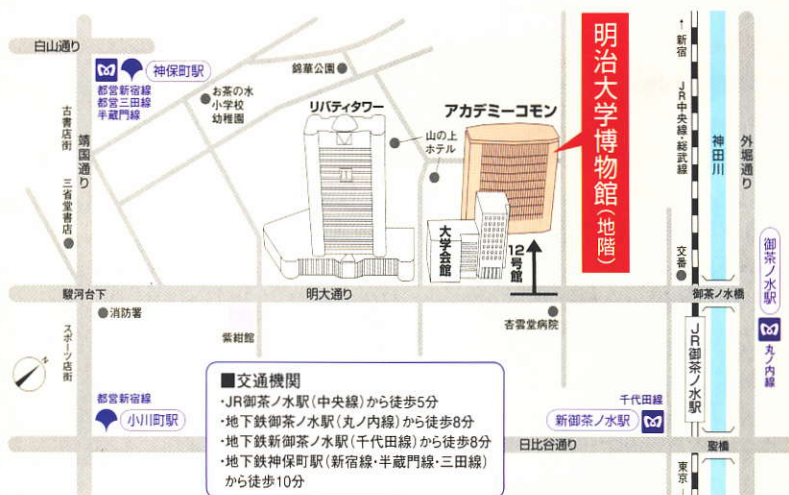 白山通り
神保町駅
都営新宿線
都営三田線
半蔵門線
古書店街
靖国通り
三省堂書店
お茶の水
小学校
幼稚園
錦華公園
リバティタワー
山の上
ホテル
アカデミーコモン
明治大学博物館(地階)
大学会館
12号館
↑新宿
JR中央線・総武線
神田川
外堀通り
交番
御茶ノ水駅
丸ノ内線
駿河台下
明大通り
御茶ノ水橋
消防署
紫紺館
杏雲堂病院
スポーツ店街
N
JR御茶ノ水駅
都営新宿線
小川町駅
千代田線
新御茶ノ水駅
日比谷通り
聖橋
東京↓
■交通機関
・JR御茶ノ水駅(中央線)から徒歩5分
・地下鉄御茶ノ水駅(丸ノ内線)から徒歩8分
・地下鉄新御茶ノ水駅(千代田線)から徒歩8分
・地下鉄神保町駅(新宿線・半蔵門線・三田線)
から徒歩10分